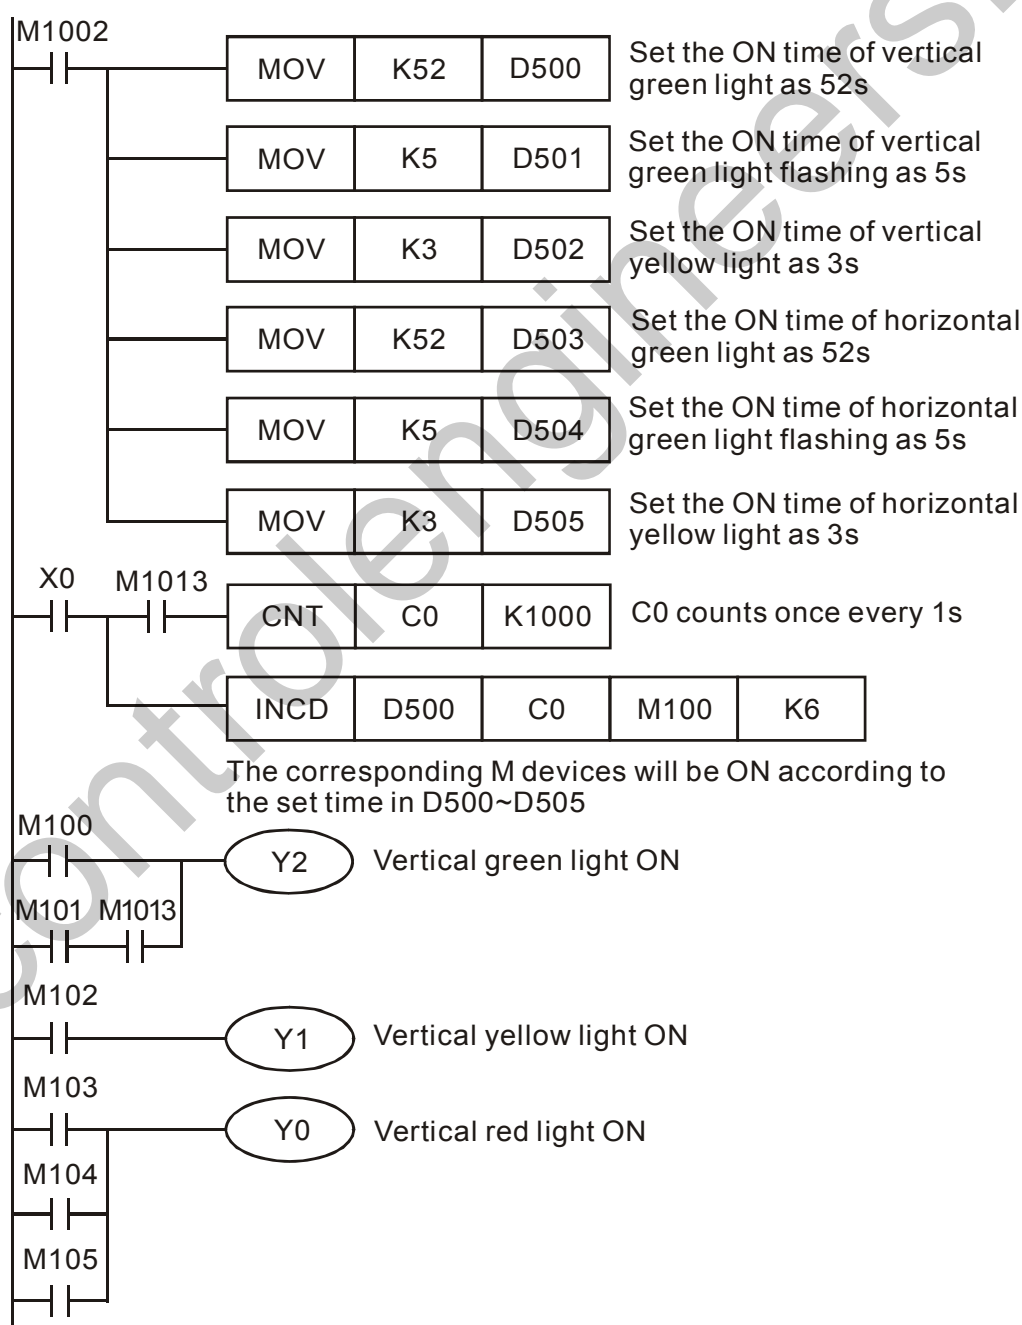 M1002
MOV K52 D500
Set the ON time of vertical
green light as 52s
MOV K5 D501
Set the ON time of vertical
green light flashing as 5s
MOV K3 D502
Set the ON time of vertical
yellow light as 3s
MOV K52 D503
Set the ON time of horizontal
green light as 52s
MOV K5 D504
Set the ON time of horizontal
green light flashing as 5s
MOV K3 D505
Set the ON time of horizontal
yellow light as 3s
X0 M1013
CNT C0 K1000
C0 counts once every 1s
INCD D500 C0 M100 K6
The corresponding M devices will be ON according to
the set time in D500~D505
M100
Y2 Vertical green light ON
M101 M1013
M102
Y1 Vertical yellow light ON
M103
Y0 Vertical red light ON
M104
M105
controlengineers